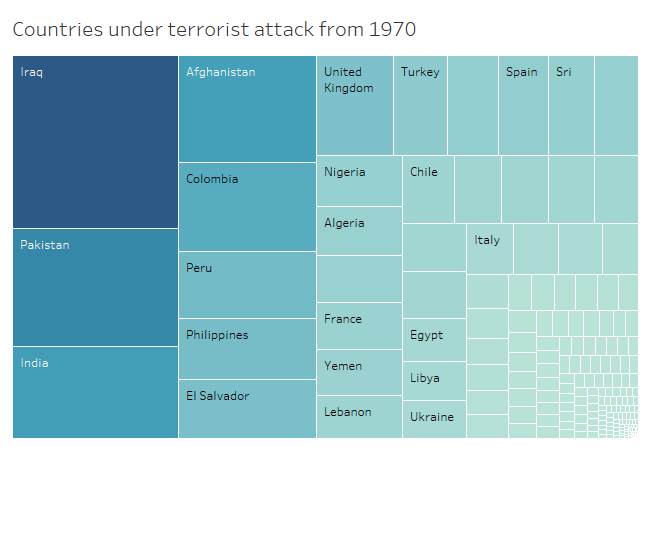 Countries under terrorist attack from 1970
Iraq
Pakistan
India
Afghanistan
Colombia
Peru
Philippines
El Salvador
United
Kingdom
Turkey
Spain
Sri
Nigeria
Algeria
France
Yemen
Lebanon
Chile
Egypt
Libya
Ukraine
Italy